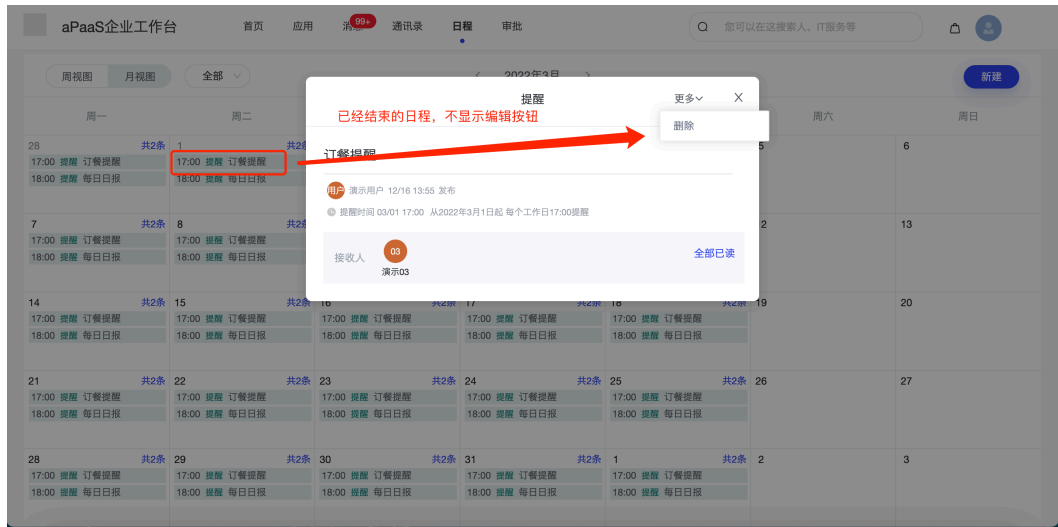 aPaaS企业工作台 首页 应用 99+ 通讯录 日程 审批 您可以在这搜索人、IT服务等
周视图 月视图 全部 2022年3月 新建
提醒 更多 X
已经结束的日程，不显示编辑按钮
删除
周一 周二 周六 周日
订餐提醒
28 共2条 1 5 6
17:00 提醒 订餐提醒 17:00 提醒 订餐提醒
18:00 提醒 每日日报 18:00 提醒 每日日报
用户 演示用户 12/16 13:55 发布
提醒时间 03/01 17:00 从2022年3月1日起 每个工作日17:00提醒
7 共2条 8 13
17:00 提醒 订餐提醒 17:00 提醒 订餐提醒
18:00 提醒 每日日报 18:00 提醒 每日日报
接收人 03 全部已读
演示03
14 共2条 15 共2条 16 共2条 17 共2条 18 共2条 19 20
17:00 提醒 订餐提醒 17:00 提醒 订餐提醒 17:00 提醒 订餐提醒 17:00 提醒 订餐提醒 17:00 提醒 订餐提醒
18:00 提醒 每日日报 18:00 提醒 每日日报 18:00 提醒 每日日报 18:00 提醒 每日日报 18:00 提醒 每日日报
21 共2条 22 共2条 23 共2条 24 共2条 25 共2条 26 27
17:00 提醒 订餐提醒 17:00 提醒 订餐提醒 17:00 提醒 订餐提醒 17:00 提醒 订餐提醒 17:00 提醒 订餐提醒
18:00 提醒 每日日报 18:00 提醒 每日日报 18:00 提醒 每日日报 18:00 提醒 每日日报 18:00 提醒 每日日报
28 共2条 29 共2条 30 共2条 31 共2条 1 共2条 2 3
17:00 提醒 订餐提醒 17:00 提醒 订餐提醒 17:00 提醒 订餐提醒 17:00 提醒 订餐提醒 17:00 提醒 订餐提醒
18:00 提醒 每日日报 18:00 提醒 每日日报 18:00 提醒 每日日报 18:00 提醒 每日日报 18:00 提醒 每日日报